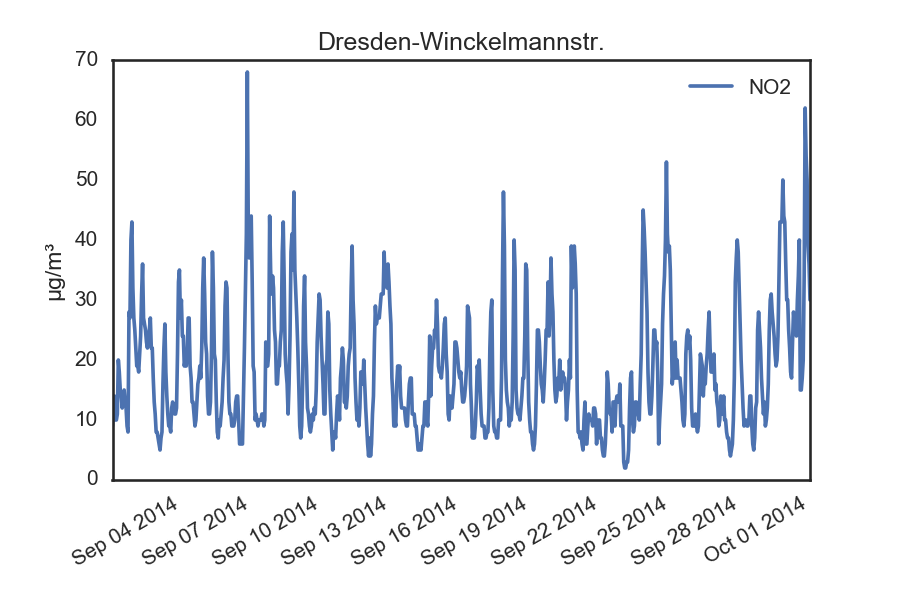 Dresden-Winckelmannstr.
70
60
50
40
30
20
10
0
µg/m³
NO2
Sep 04 2014
Sep 07 2014
Sep 10 2014
Sep 13 2014
Sep 16 2014
Sep 19 2014
Sep 22 2014
Sep 25 2014
Sep 28 2014
Oct 01 2014